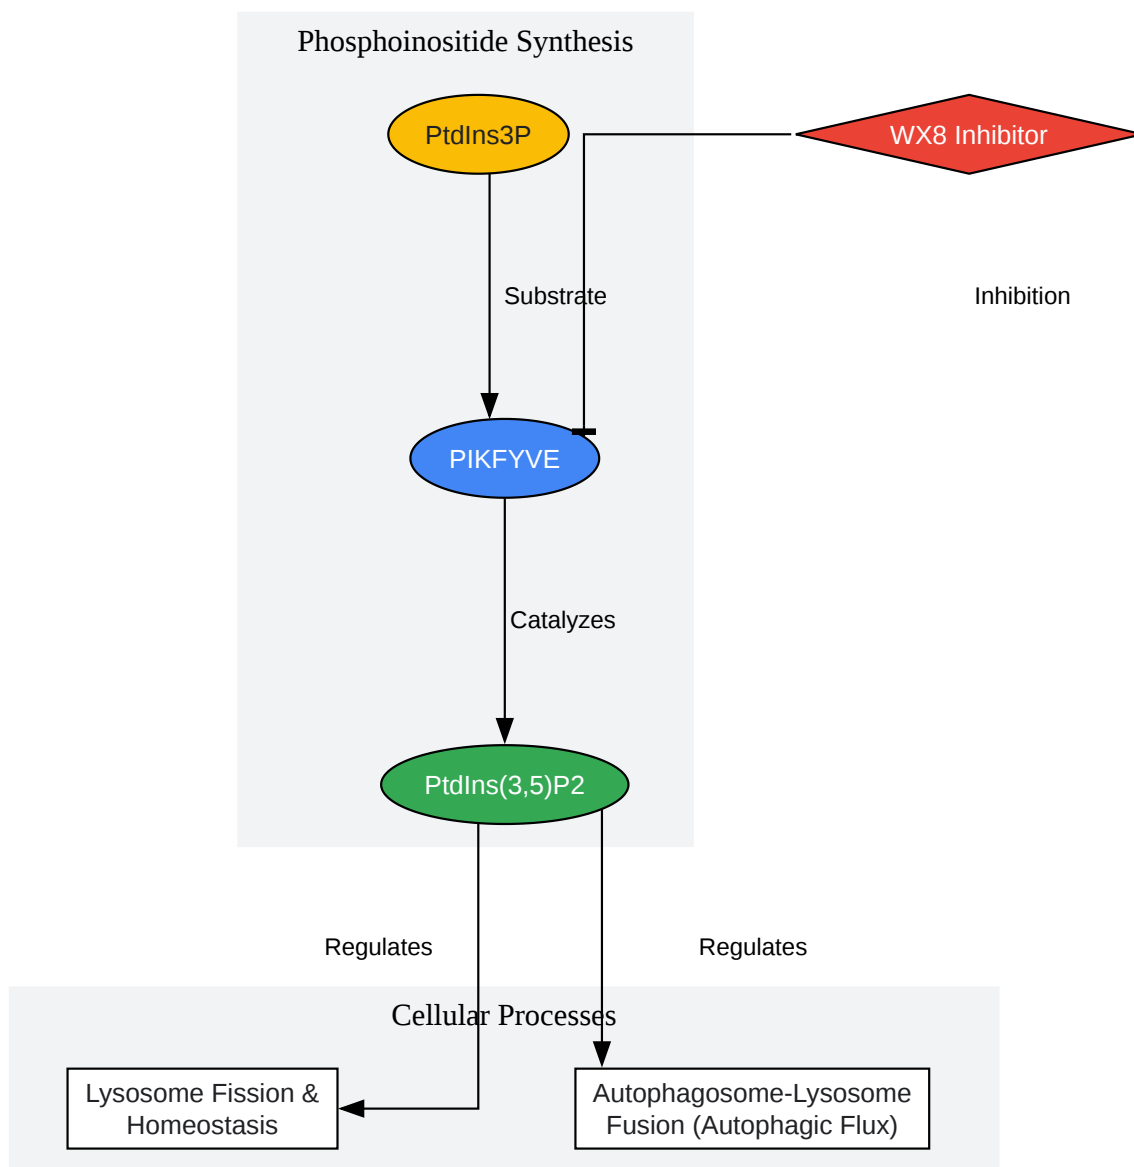 Phosphoinositide Synthesis
PtdIns3P
WX8 Inhibitor
Substrate
Inhibition
PIKFYVE
Catalyzes
PtdIns(3,5)P2
Regulates
Regulates
Cellular Processes
Lysosome Fission &
Homeostasis
Autophagosome-Lysosome
Fusion (Autophagic Flux)